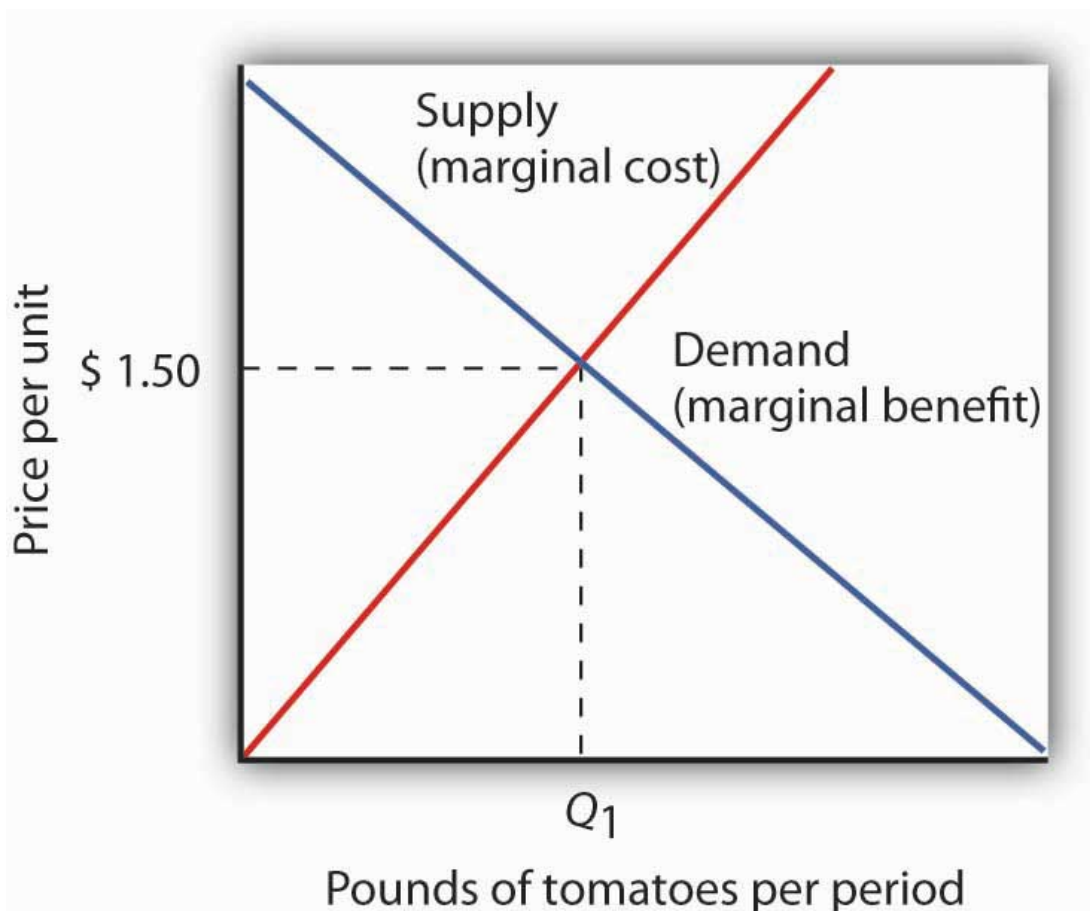 Supply
(marginal cost)
Demand
(marginal benefit)
Price per unit
$ 1.50
Q1
Pounds of tomatoes per period